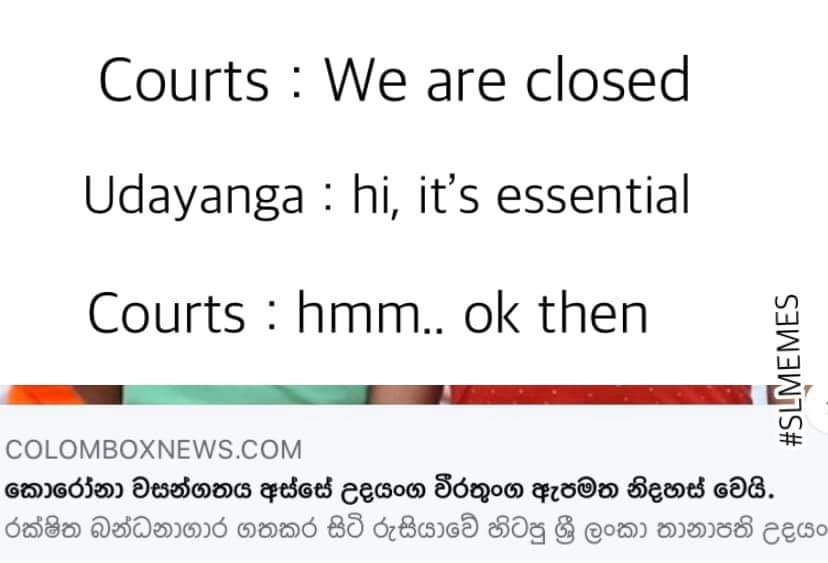 Courts : We are closed
Udayanga : hi, it's essential
Courts : hmm.. ok then
#SLMEMES
COLOMBOXNEWS.COM
කොරෝනා වසන්ගතය අස්සේ උදයංග වීරතුංග ඇපමත නිදහස් වෙයි.
රක්ෂිත බන්ධනාගාර ගතකර සිටි රුසියාවේ හිටපු ශ්‍රී ලංකා තානාපති උදයං